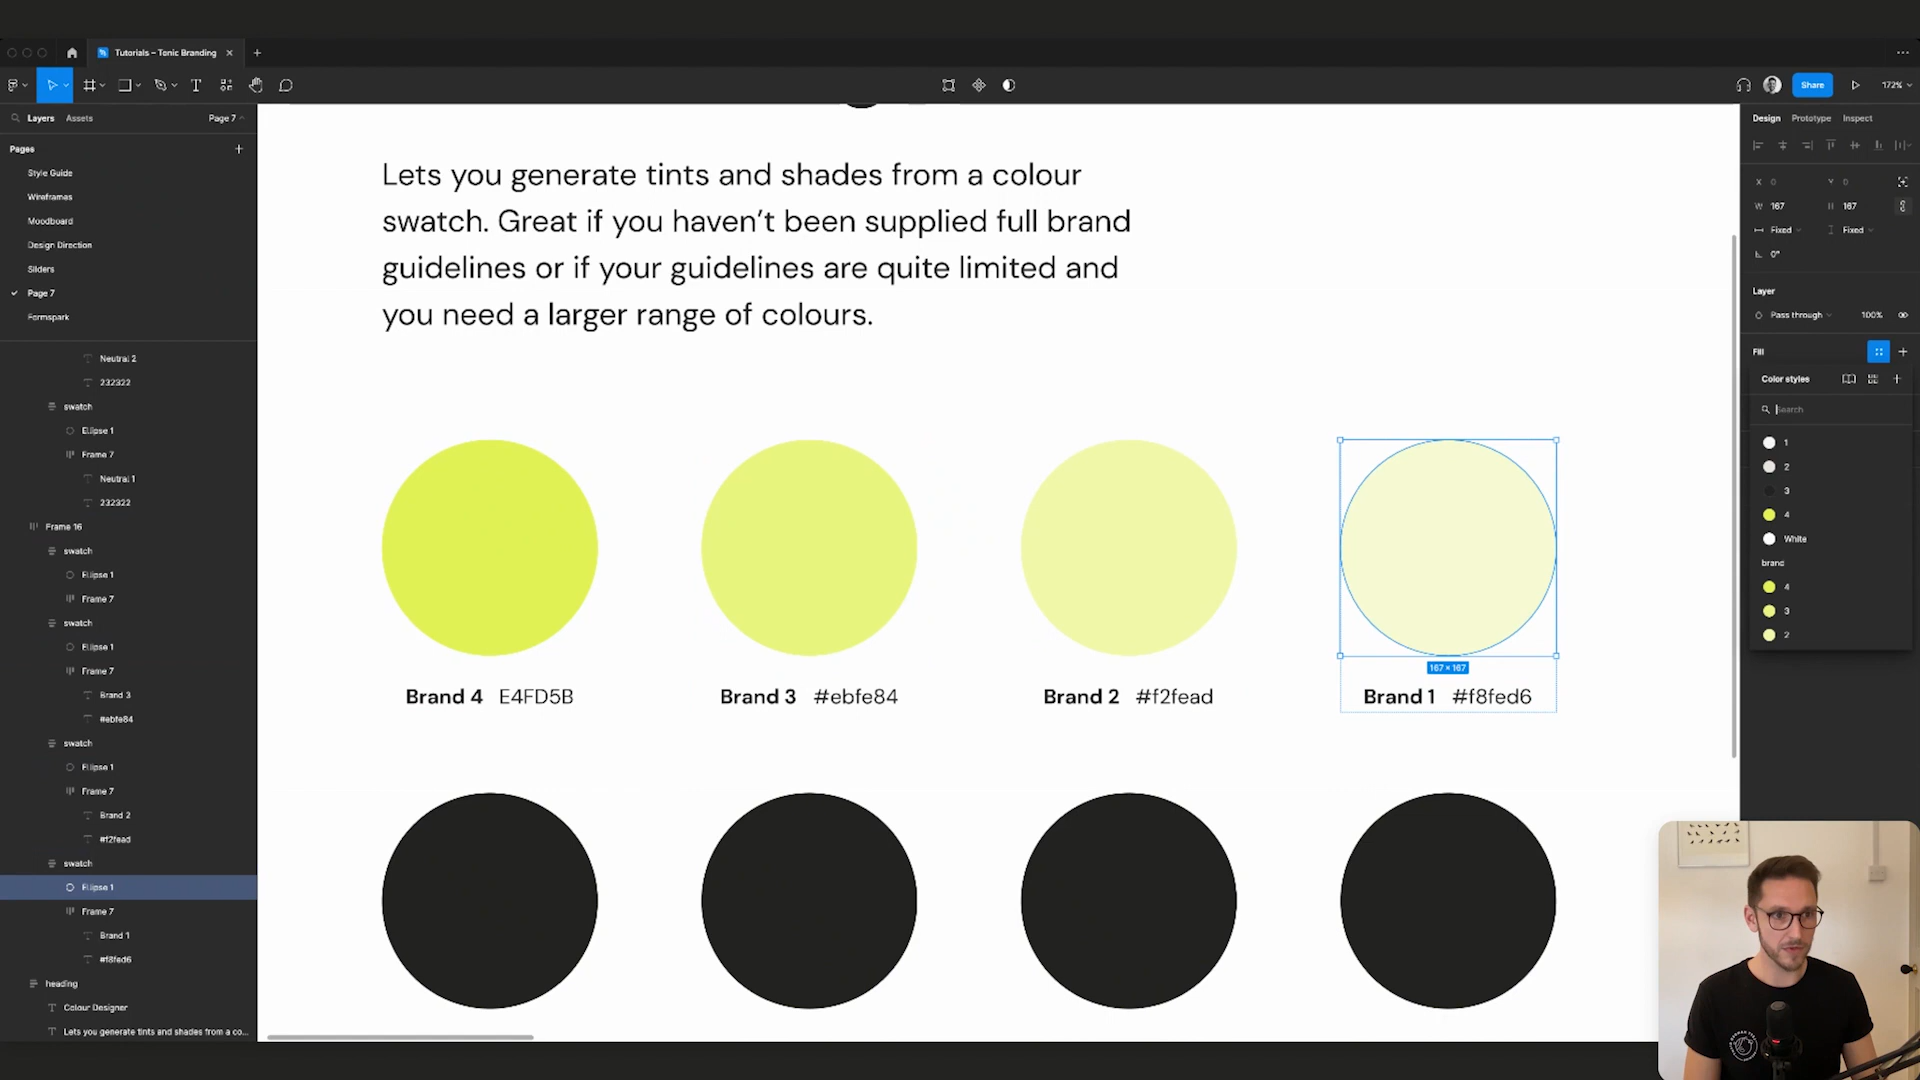 Tutorials – Tonic Branding
Share
172%
Layers
Assets
Page 7
Pages
Style Guide
Wireframes
Moodboard
Design Direction
Sliders
Page 7
Formspark
Neutral 2
232322
swatch
Ellipse 1
Frame 7
Neutral 1
232322
Frame 16
swatch
Ellipse 1
Frame 7
swatch
Ellipse 1
Frame 7
Brand 3
#ebfe84
swatch
Ellipse 1
Frame 7
Brand 2
#f2fead
swatch
Ellipse 1
Frame 7
Brand 1
#f8fed6
heading
Colour Designer
Lets you generate tints and shades from a co...
Lets you generate tints and shades from a colour
swatch. Great if you haven’t been supplied full brand
guidelines or if your guidelines are quite limited and
you need a larger range of colours.
167 × 167
Brand 4 E4FD5B
Brand 3 #ebfe84
Brand 2 #f2fead
Brand 1 #f8fed6
Design
Prototype
Inspect
X 0
Y 0
W 167
H 167
Fixed
Fixed
0°
Layer
Pass through
100%
Fill
Color styles
Search
1
2
3
4
White
brand
4
3
2